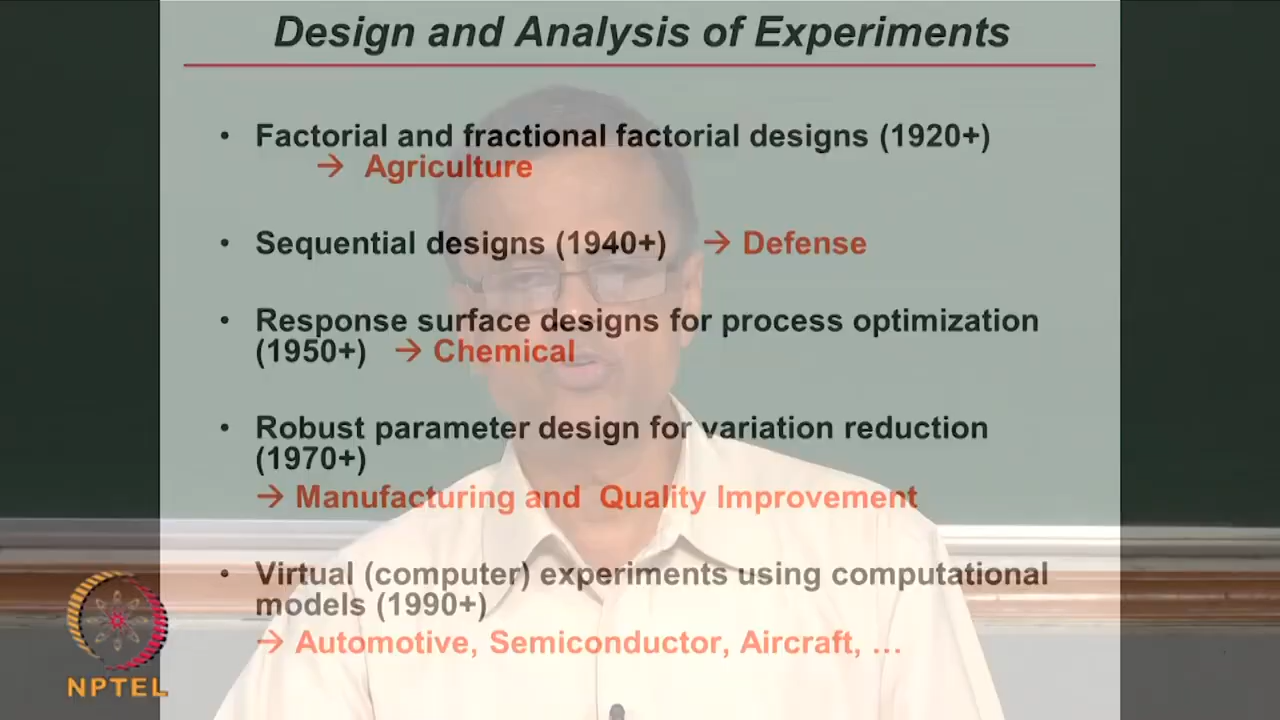 Design and Analysis of Experiments
• Factorial and fractional factorial designs (1920+)
→ Agriculture
• Sequential designs (1940+) → Defense
• Response surface designs for process optimization
(1950+) → Chemical
• Robust parameter design for variation reduction
(1970+)
→ Manufacturing and Quality Improvement
• Virtual (computer) experiments using computational
models (1990+)
→ Automotive, Semiconductor, Aircraft, …
NPTEL